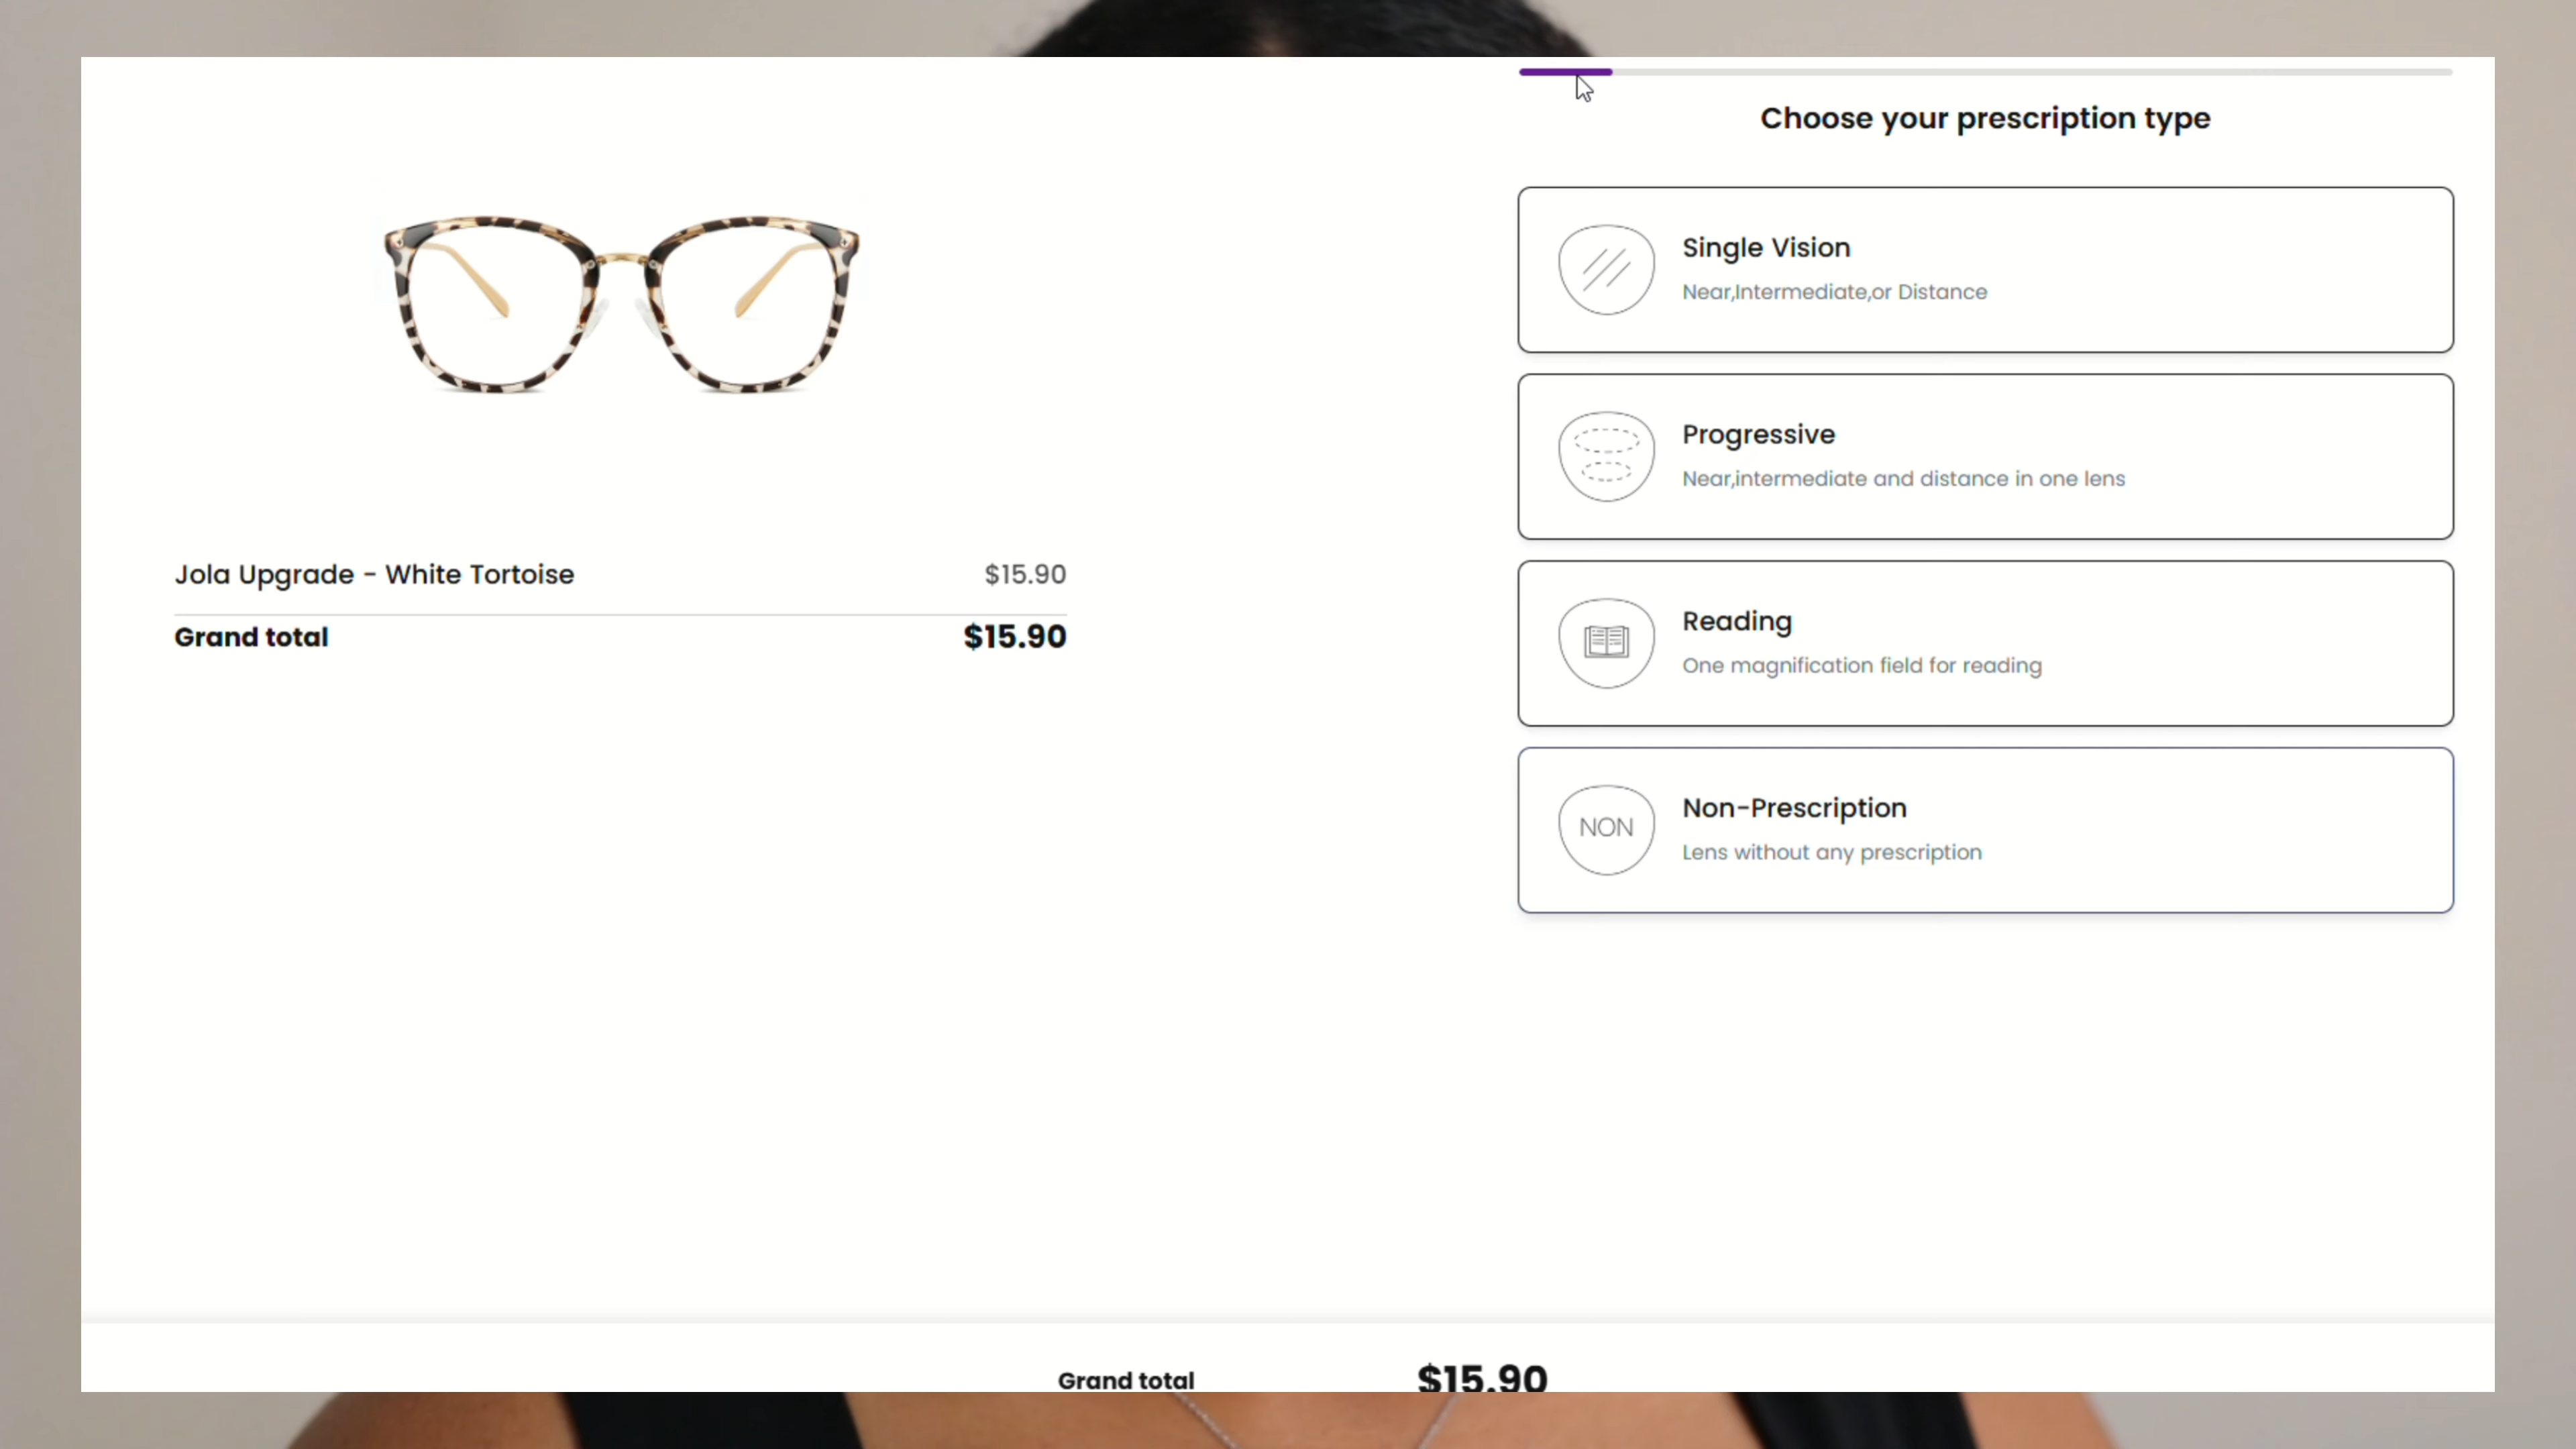 Choose your prescription type
Single Vision
Near,Intermediate,or Distance
Progressive
Near,intermediate and distance in one lens
Jola Upgrade - White Tortoise $15.90
Grand total $15.90
Reading
One magnification field for reading
NON
Non-Prescription
Lens without any prescription
Grand total $15.90